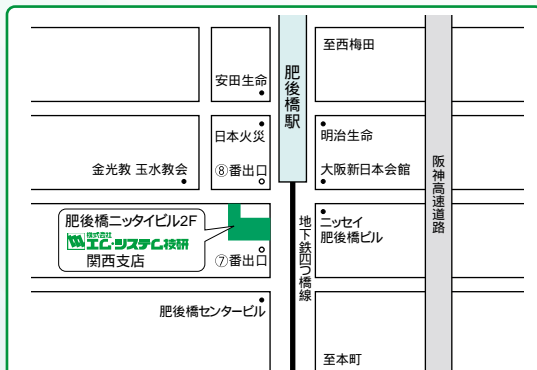 至西梅田
安田生命
肥後橋駅
日本火災
明治生命
金光教 玉水教会
⑧番出口
大阪新日本会館
阪神高速道路
肥後橋ニッタイビル2F
株式会社
エム・システム技研
関西支店
⑦番出口
地下鉄四つ橋線
ニッセイ
肥後橋ビル
肥後橋センタービル
至本町